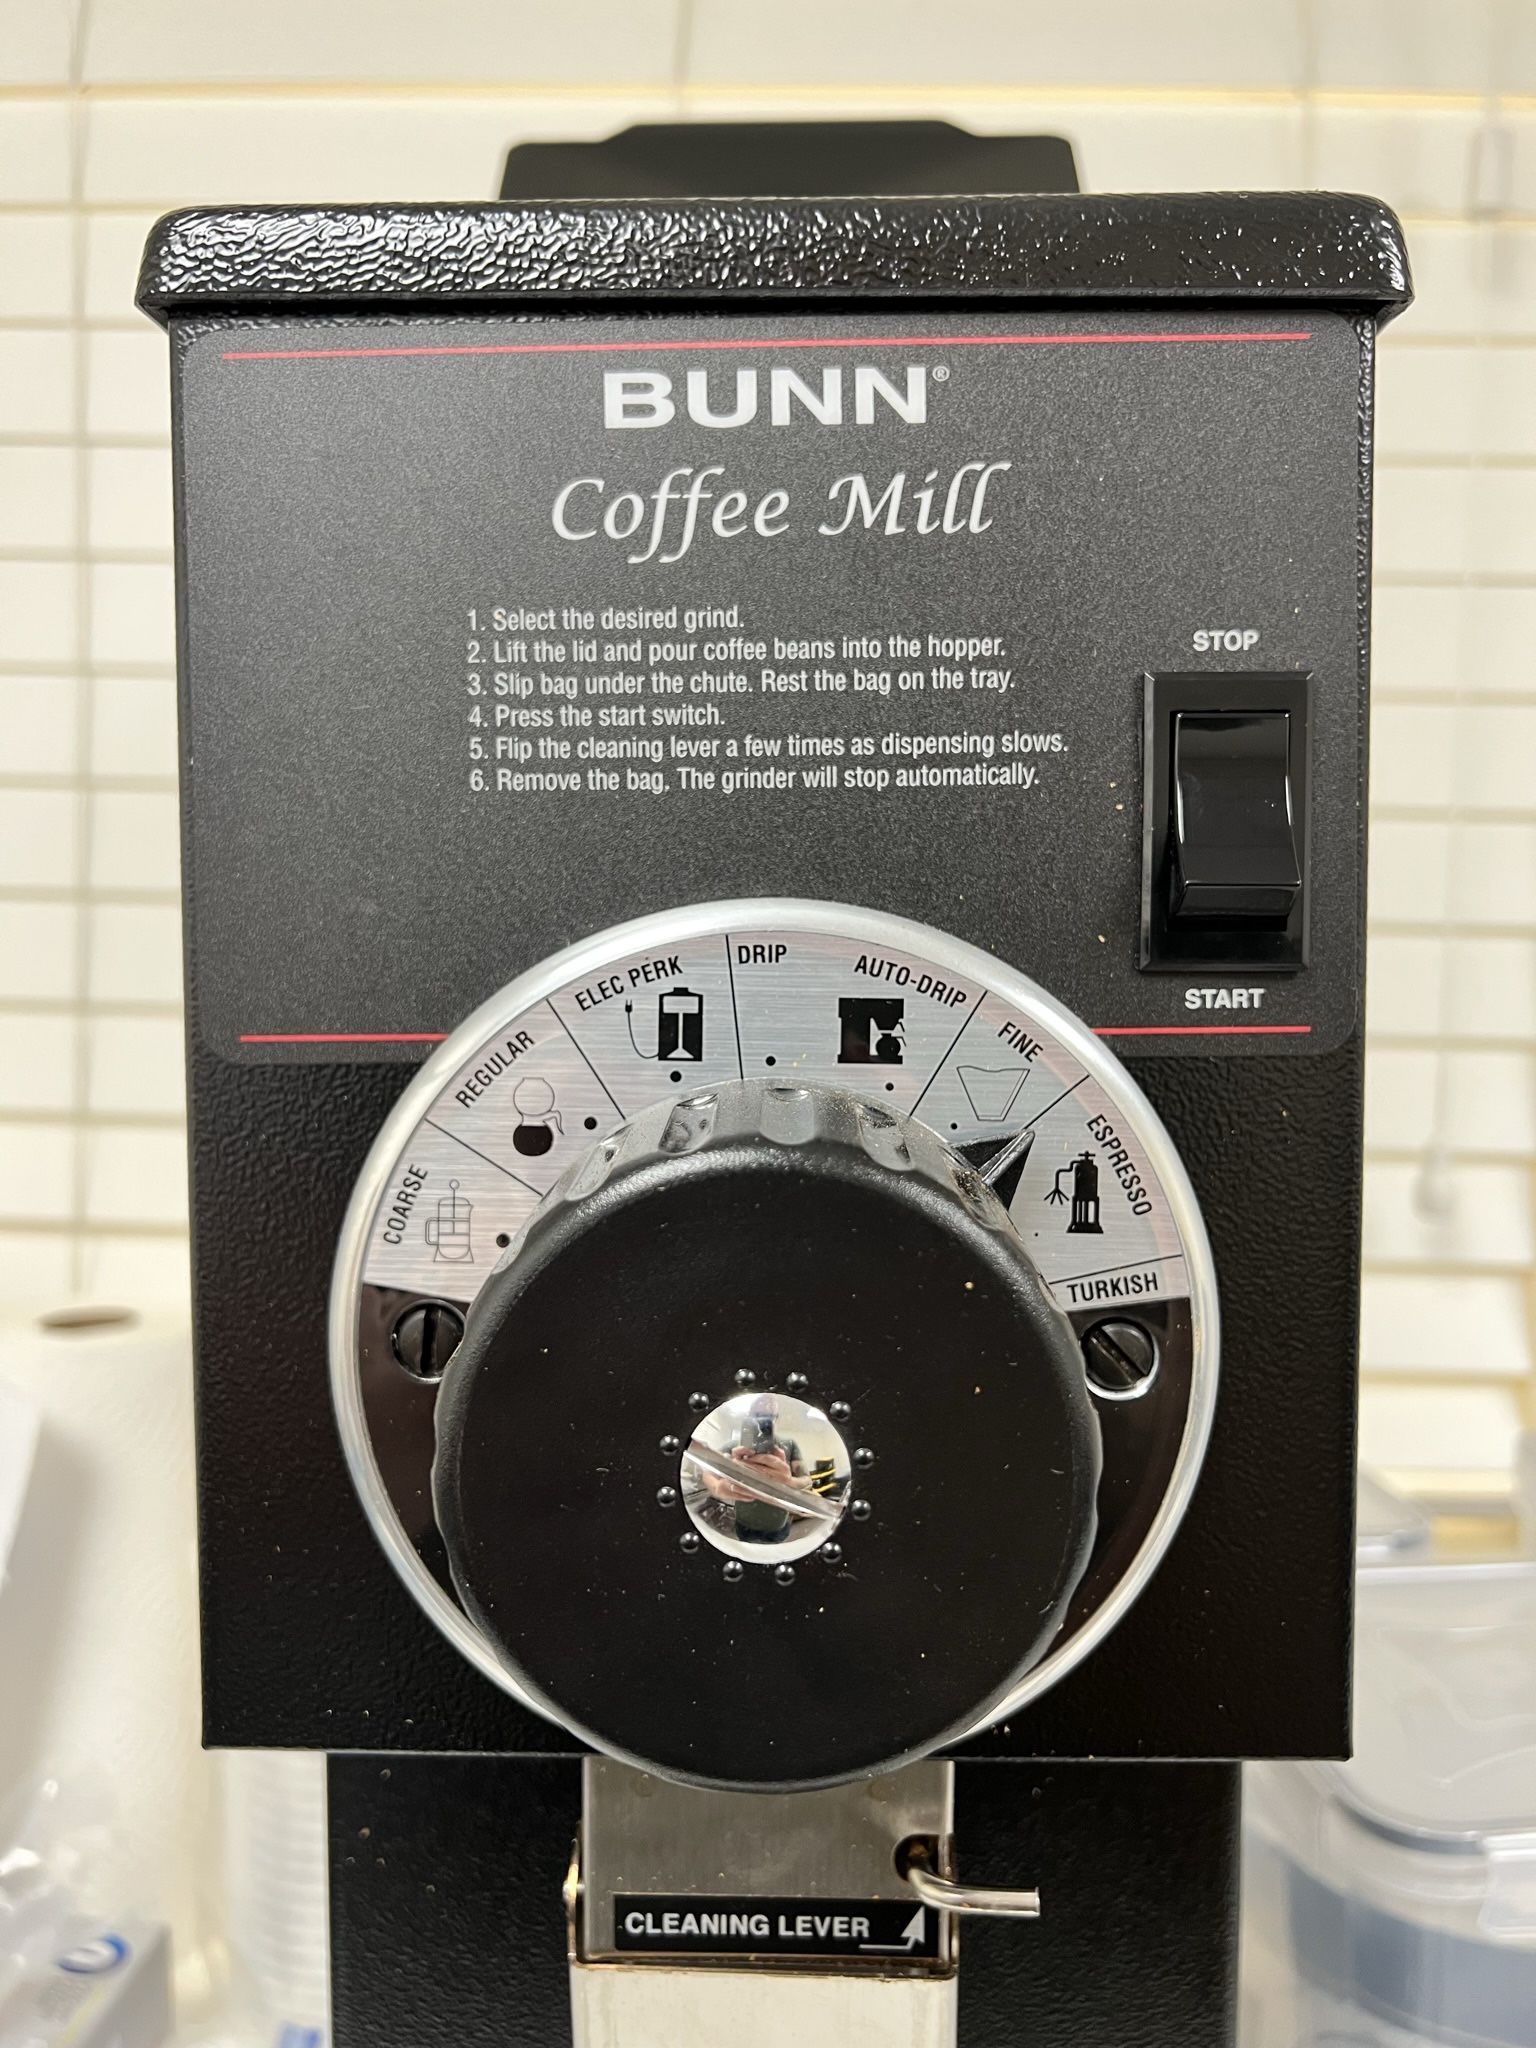 BUNN®
Coffee Mill
1. Select the desired grind.
2. Lift the lid and pour coffee beans into the hopper.
3. Slip bag under the chute. Rest the bag on the tray.
4. Press the start switch.
5. Flip the cleaning lever a few times as dispensing slows.
6. Remove the bag. The grinder will stop automatically.
STOP
START
COARSE
REGULAR
ELEC PERK
DRIP
AUTO-DRIP
FINE
ESPRESSO
TURKISH
CLEANING LEVER